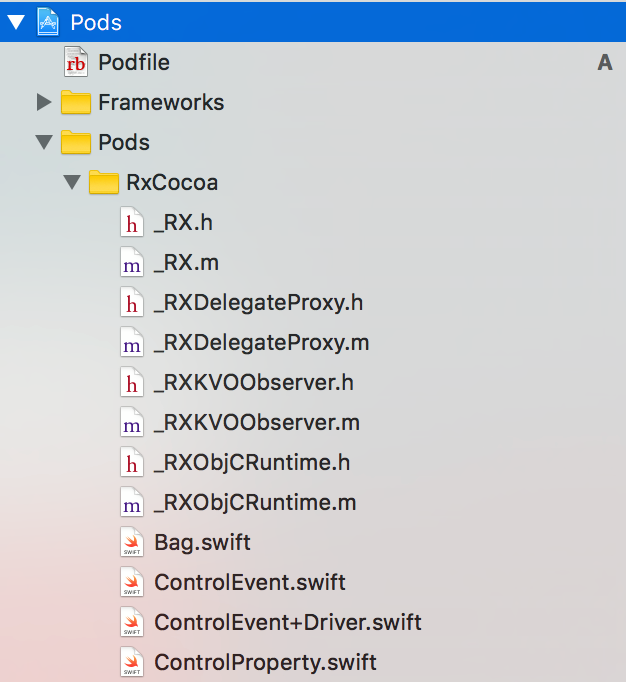 Pods
Podfile A
Frameworks
Pods
RxCocoa
h _RX.h
m _RX.m
h _RXDelegateProxy.h
m _RXDelegateProxy.m
h _RXKVOObserver.h
m _RXKVOObserver.m
h _RXObjCRuntime.h
m _RXObjCRuntime.m
SWIFT Bag.swift
SWIFT ControlEvent.swift
SWIFT ControlEvent+Driver.swift
SWIFT ControlProperty.swift